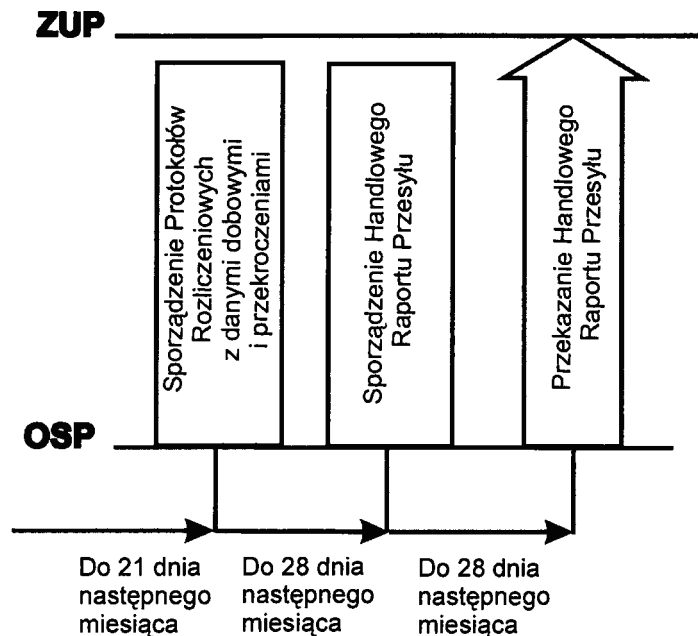 ZUP
Sporządzenie Protokołów
Rozliczeniowych
z danymi dobowymi
i przekroczeniami
Sporządzenie Handlowego
Raportu Przesyłu
Przekazanie Handlowego
Raportu Przesyłu
OSP
Do 21 dnia
następnego
miesiąca
Do 28 dnia
następnego
miesiąca
Do 28 dnia
następnego
miesiąca